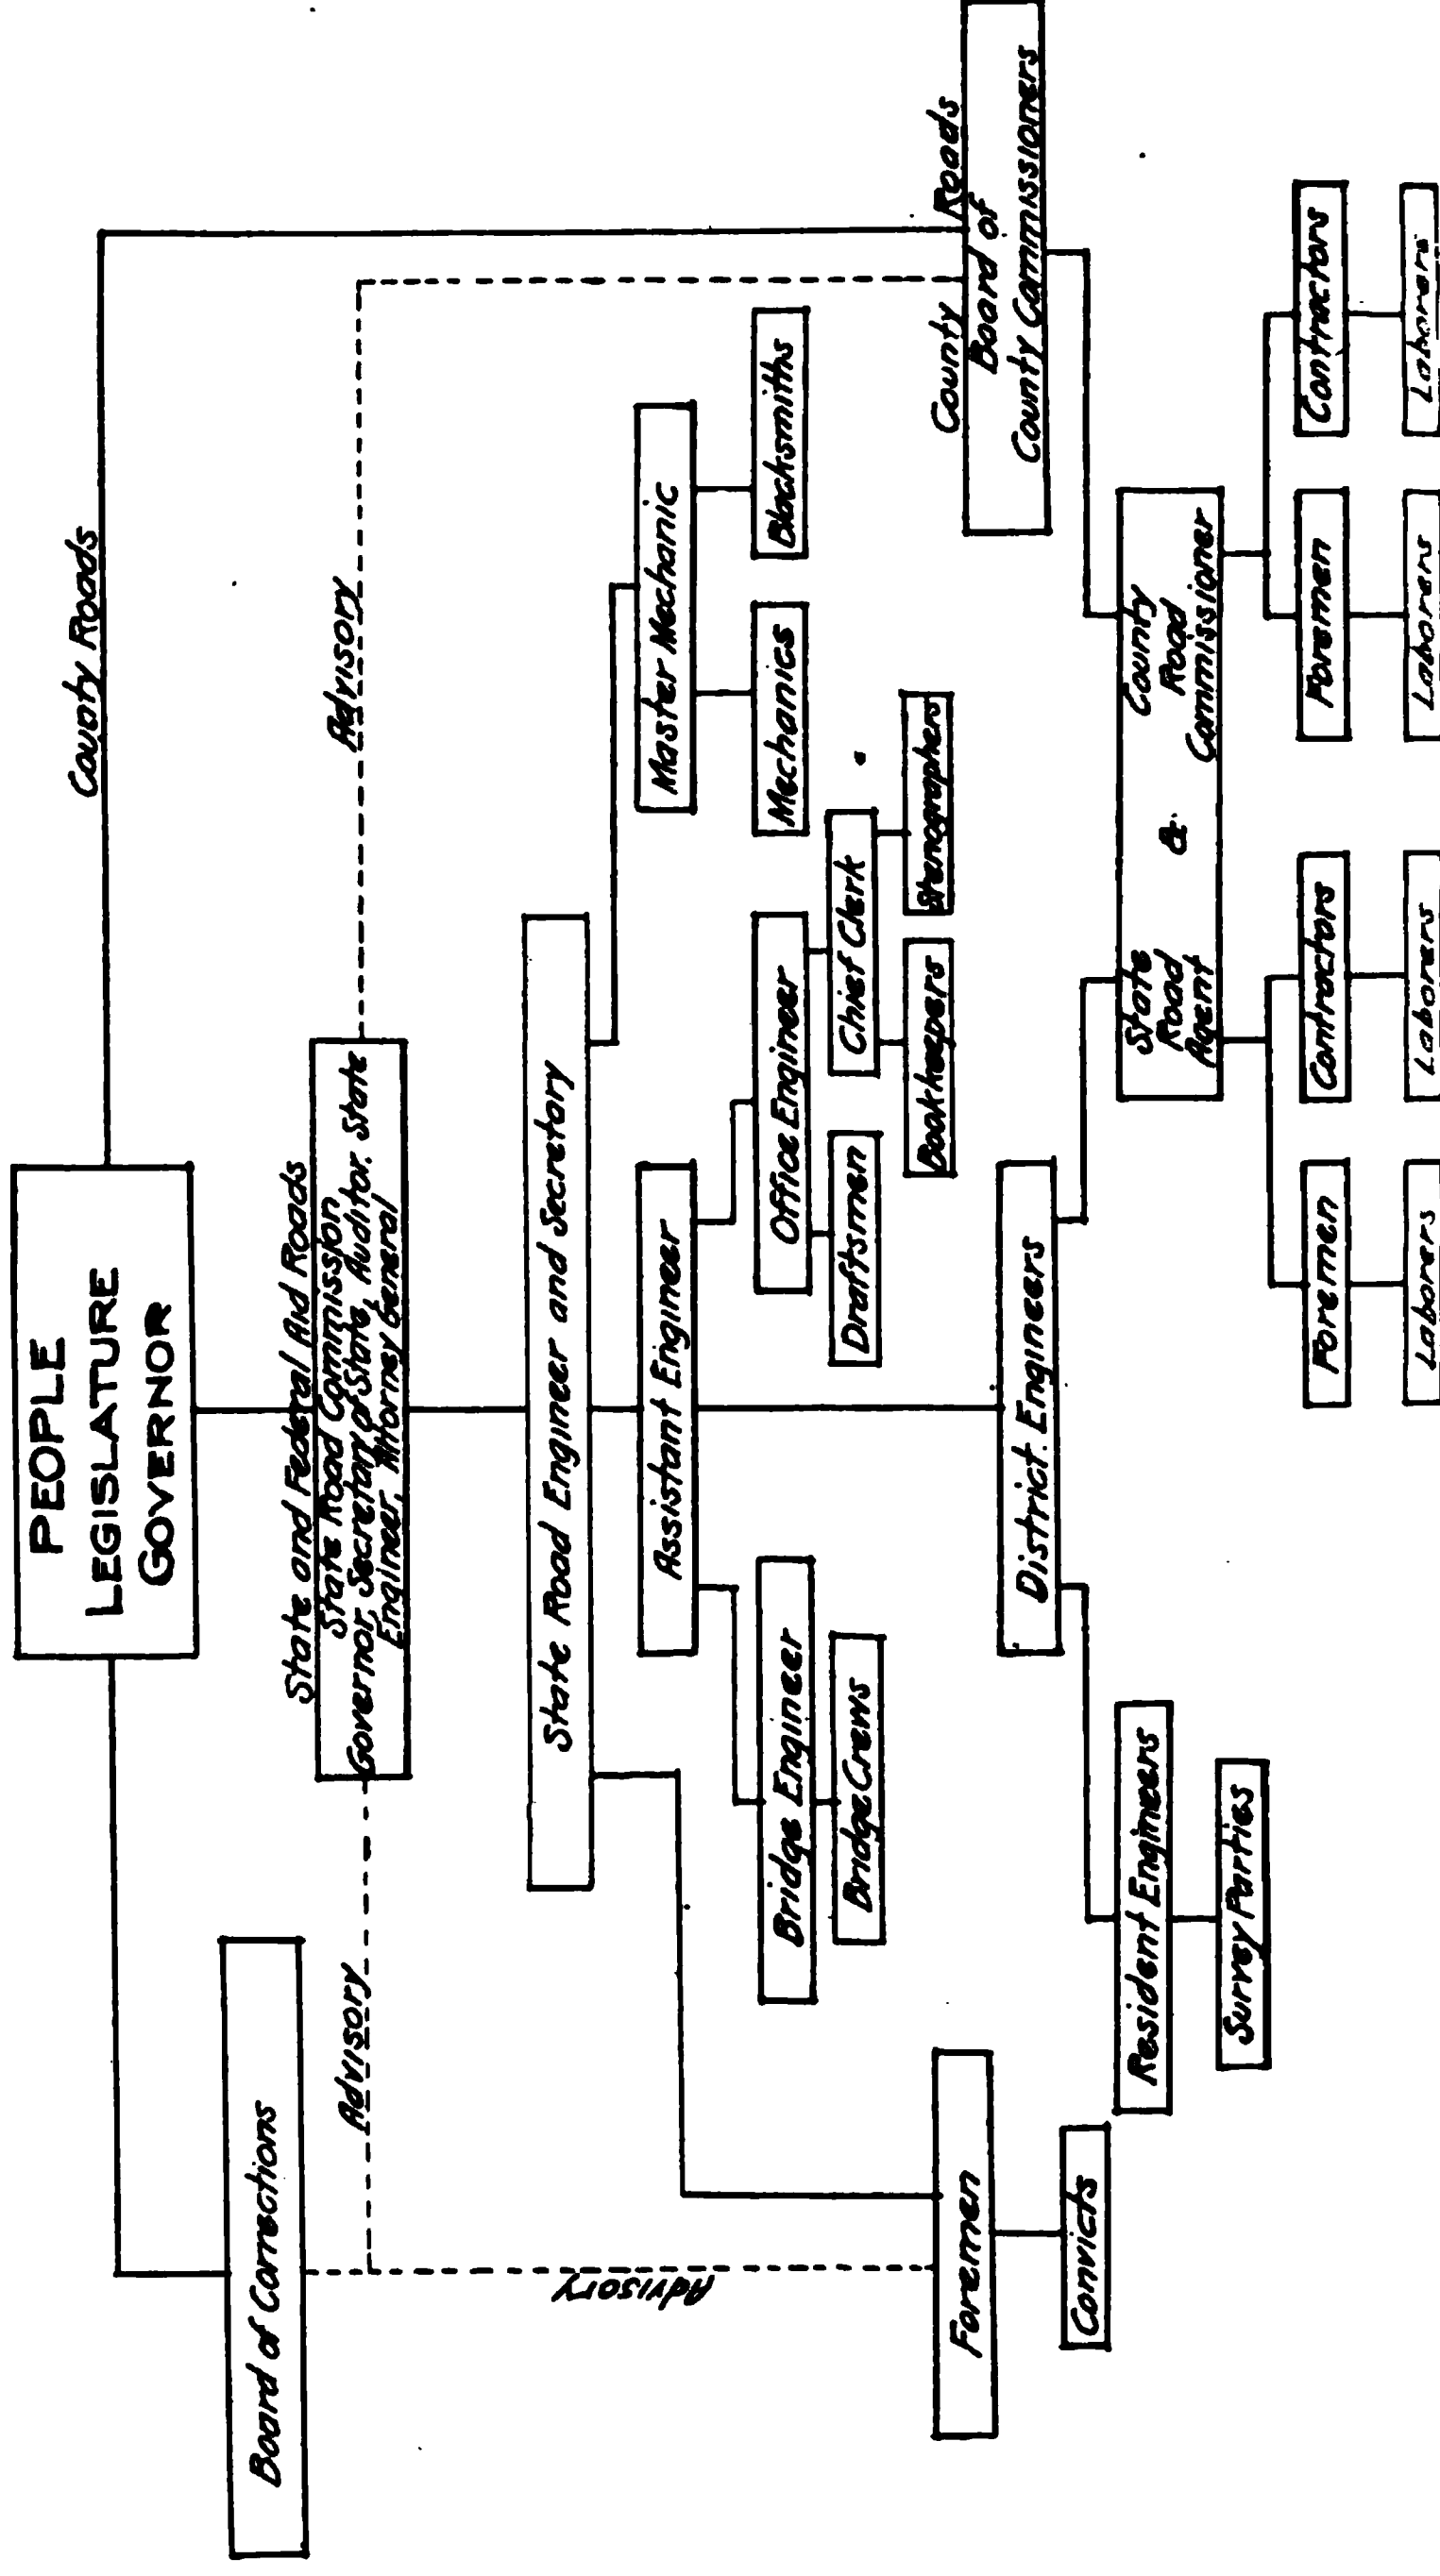 PEOPLE
LEGISLATURE
GOVERNOR
County Roads
State and Federal Aid Roads
State Road Commission
Governor, Secretary of State, Auditor. State
Engineer. Attorney General
Board of Corrections
Advisory
Advisory
Advisory
State Road Engineer and Secretary
Assistant Engineer
Master Mechanic
Bridge Engineer
Office Engineer
Mechanics
Blacksmiths
Bridge Crews
Draftsmen
Chief Clerk
Bookkeepers
Stenographers
Foremen
Convicts
District. Engineers
County Roads
Board of
County Commissioners
Resident Engineers
Survey Parties
State
Road
Agent
&
County
Road
Commissioner
Foremen
Contractors
Foremen
Contractors
Laborers
Laborers
Laborers
Laborers